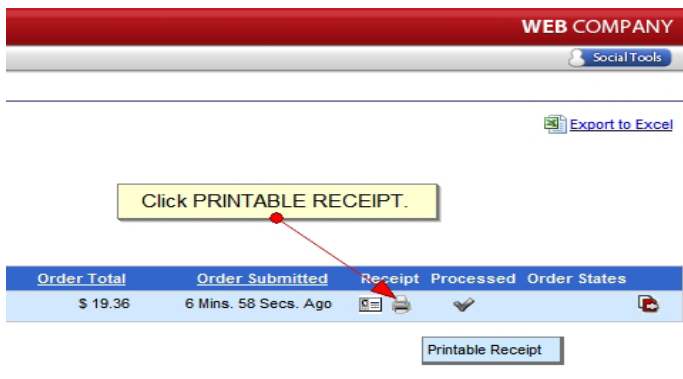 WEB COMPANY
Social Tools
Export to Excel
Click PRINTABLE RECEIPT.
Order Total Order Submitted Receipt Processed Order States
$ 19.36 6 Mins. 58 Secs. Ago
Printable Receipt